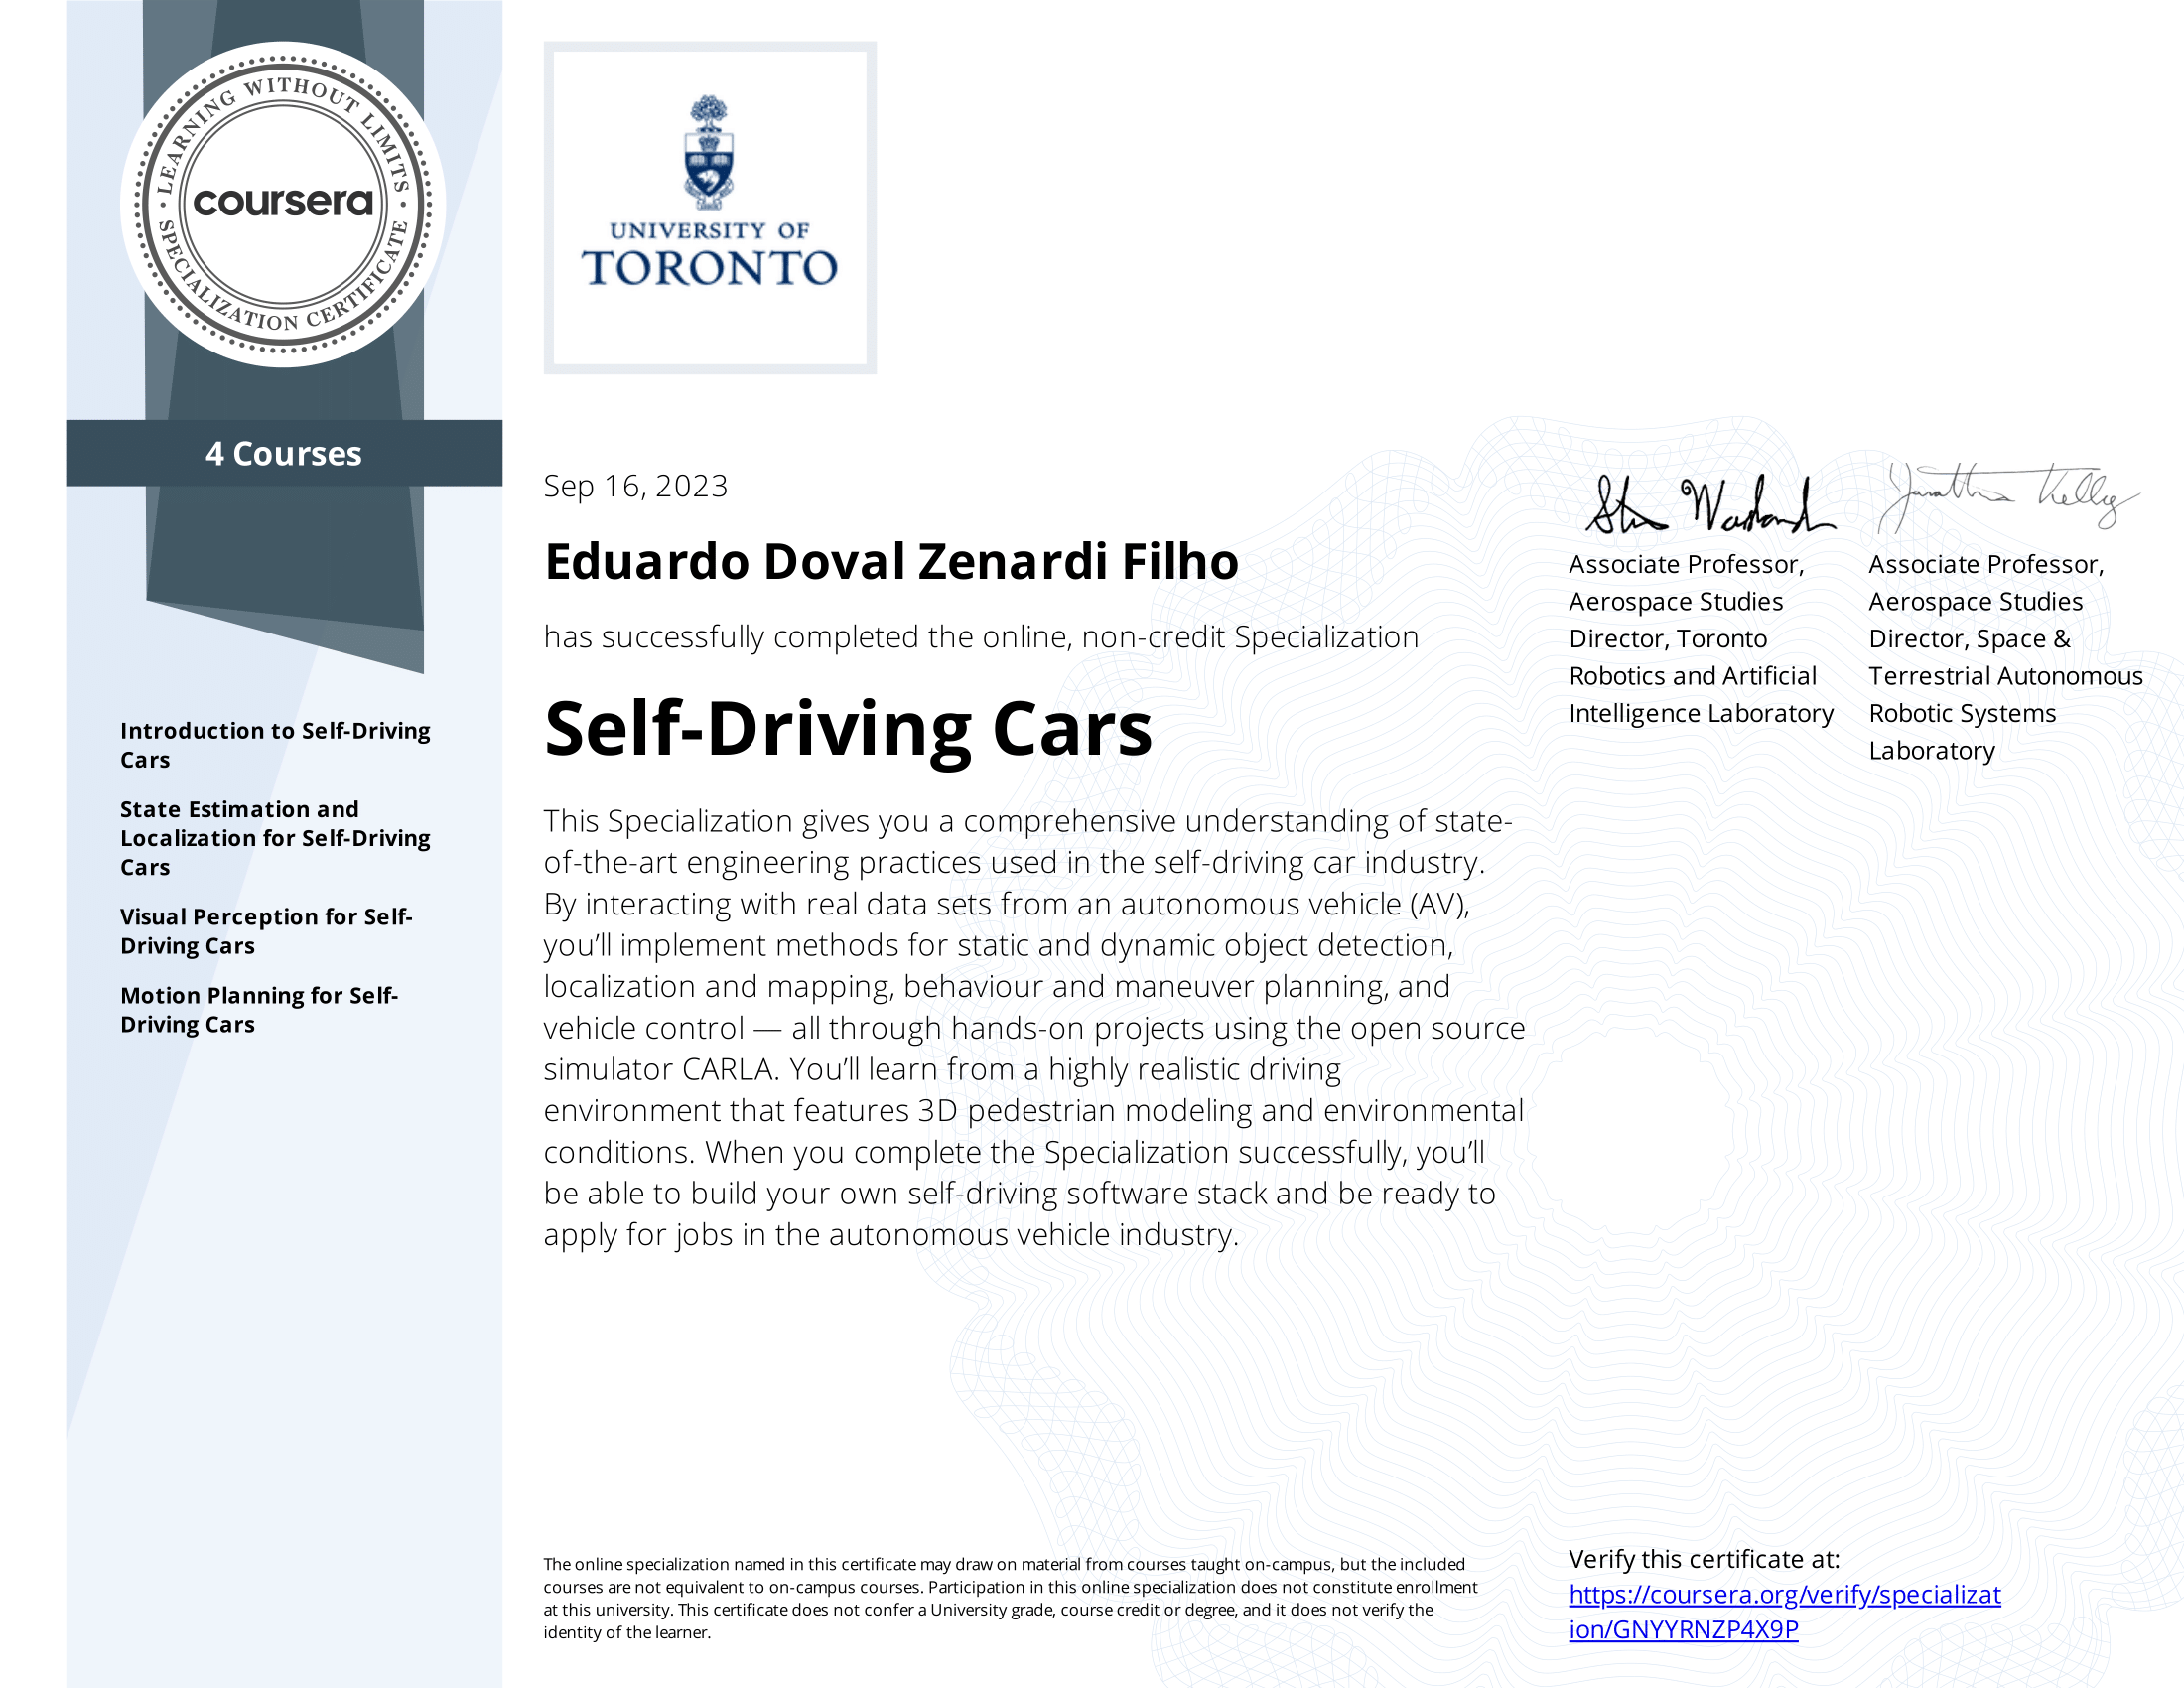 LEARNING WITHOUT LIMITS
coursera
SPECIALIZATION CERTIFICATE
4 Courses
Introduction to Self-Driving
Cars
State Estimation and
Localization for Self-Driving
Cars
Visual Perception for Self-
Driving Cars
Motion Planning for Self-
Driving Cars
UNIVERSITY OF
TORONTO
Sep 16, 2023
Eduardo Doval Zenardi Filho
has successfully completed the online, non-credit Specialization
Self-Driving Cars
This Specialization gives you a comprehensive understanding of state-
of-the-art engineering practices used in the self-driving car industry.
By interacting with real data sets from an autonomous vehicle (AV),
you’ll implement methods for static and dynamic object detection,
localization and mapping, behaviour and maneuver planning, and
vehicle control — all through hands-on projects using the open source
simulator CARLA. You’ll learn from a highly realistic driving
environment that features 3D pedestrian modeling and environmental
conditions. When you complete the Specialization successfully, you’ll
be able to build your own self-driving software stack and be ready to
apply for jobs in the autonomous vehicle industry.
Associate Professor,
Aerospace Studies
Director, Toronto
Robotics and Artificial
Intelligence Laboratory
Kelly
Associate Professor,
Aerospace Studies
Director, Space &
Terrestrial Autonomous
Robotic Systems
Laboratory
The online specialization named in this certificate may draw on material from courses taught on-campus, but the included
courses are not equivalent to on-campus courses. Participation in this online specialization does not constitute enrollment
at this university. This certificate does not confer a University grade, course credit or degree, and it does not verify the
identity of the learner.
Verify this certificate at:
https://coursera.org/verify/specializat
ion/GNYYRNZP4X9P